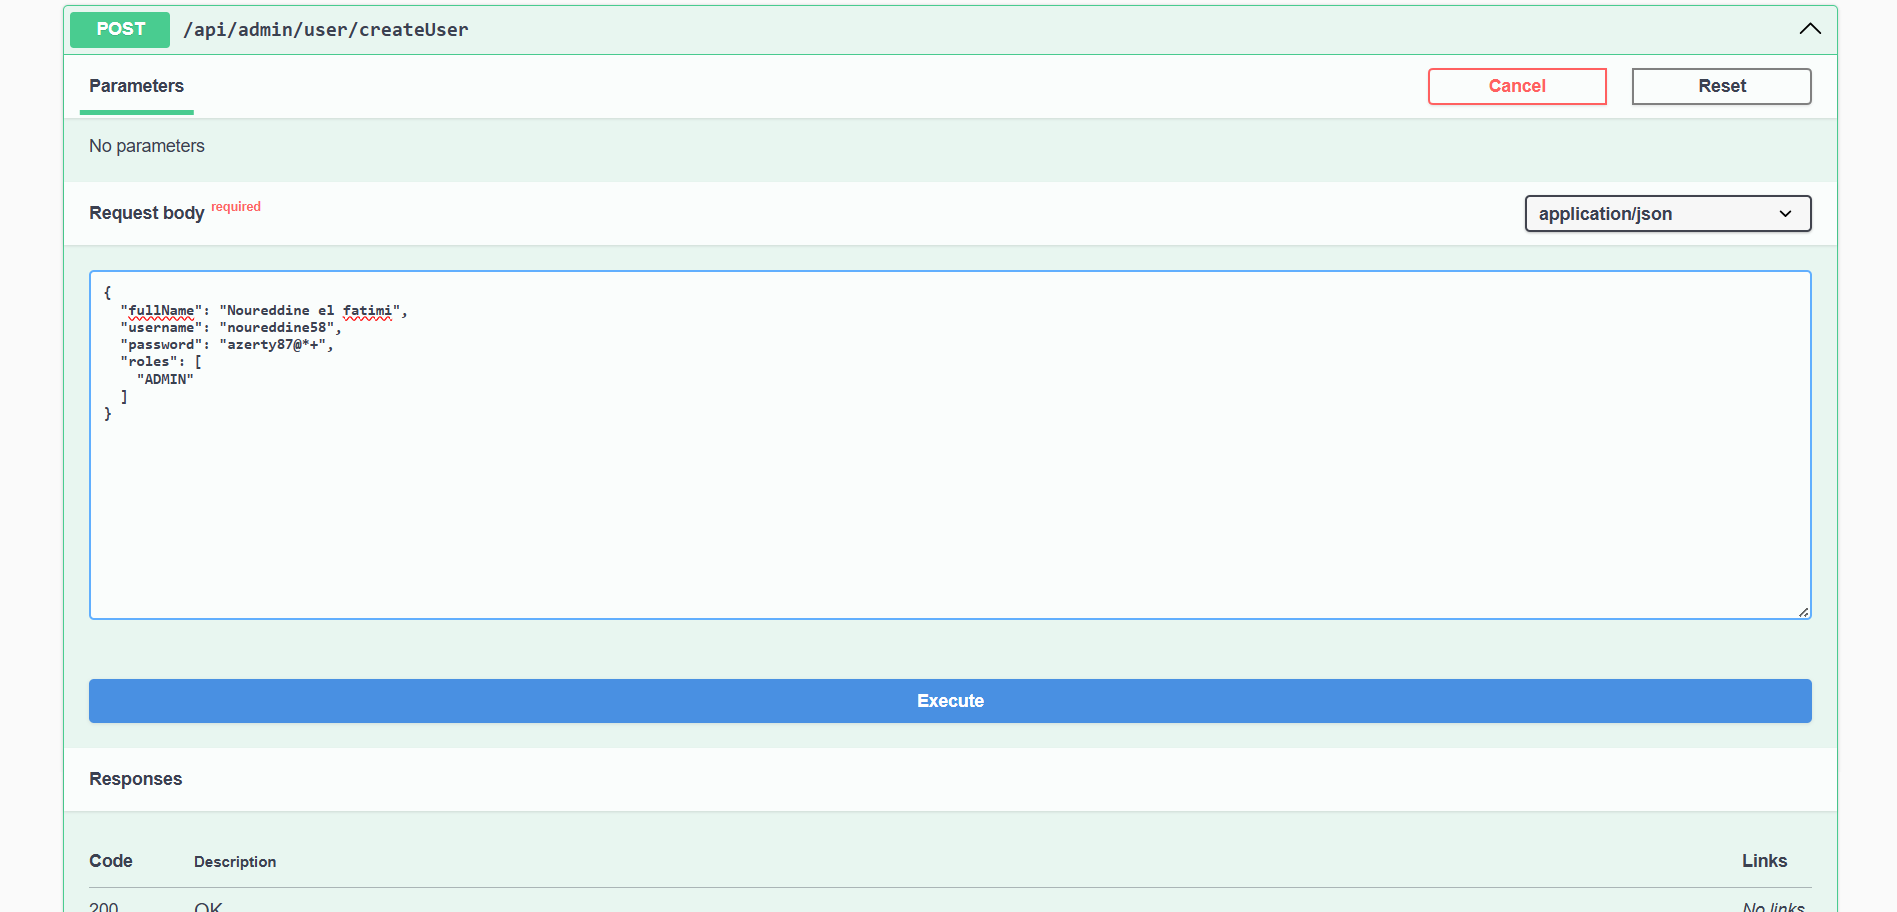 POST /api/admin/user/createUser
Parameters Cancel Reset
No parameters
Request body required application/json
{
  "fullName": "Noureddine el fatimi",
  "username": "noureddine58",
  "password": "azerty87@*+",
  "roles": [
    "ADMIN"
  ]
}
Execute
Responses
Code Description Links
200 OK No links